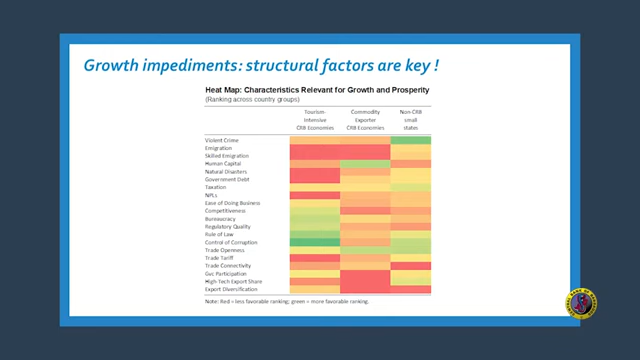 Growth impediments: structural factors are key !
Heat Map: Characteristics Relevant for Growth and Prosperity
(Ranking across country groups)
Tourism-
Intensive
CRB Economies
Commodity
Exporter
CRB Economies
Non-CRB
small
states
Violent Crime
Emigration
Skilled Emigration
Human Capital
Natural Disasters
Government Debt
Taxation
NPLs
Ease of Doing Business
Competitiveness
Bureaucracy
Regulatory Quality
Rule of Law
Control of Corruption
Trade Openness
Trade Tariff
Trade Connectivity
Gvc Participation
High-Tech Export Share
Export Diversification
Note: Red = less favorable ranking; green = more favorable ranking.